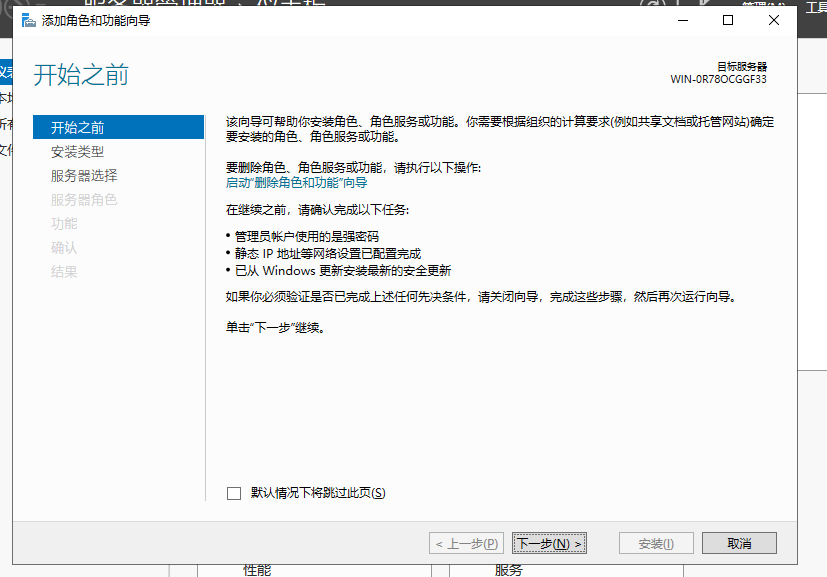 添加角色和功能向导
开始之前
目标服务器
WIN-0R78OCGGF33
开始之前
安装类型
服务器选择
服务器角色
功能
确认
结果
该向导可帮助你安装角色、角色服务或功能。你需要根据组织的计算要求(例如共享文档或托管网站)确定
要安装的角色、角色服务或功能。
要删除角色、角色服务或功能，请执行以下操作:
启动“删除角色和功能”向导
在继续之前，请确认完成以下任务:
• 管理员帐户使用的是强密码
• 静态 IP 地址等网络设置已配置完成
• 已从 Windows 更新安装最新的安全更新
如果你必须验证是否已完成上述任何先决条件，请关闭向导，完成这些步骤，然后再次运行向导。
单击“下一步”继续。
默认情况下将跳过此页(S)
< 上一步(P)
下一步(N) >
安装(I)
取消
性能
服务